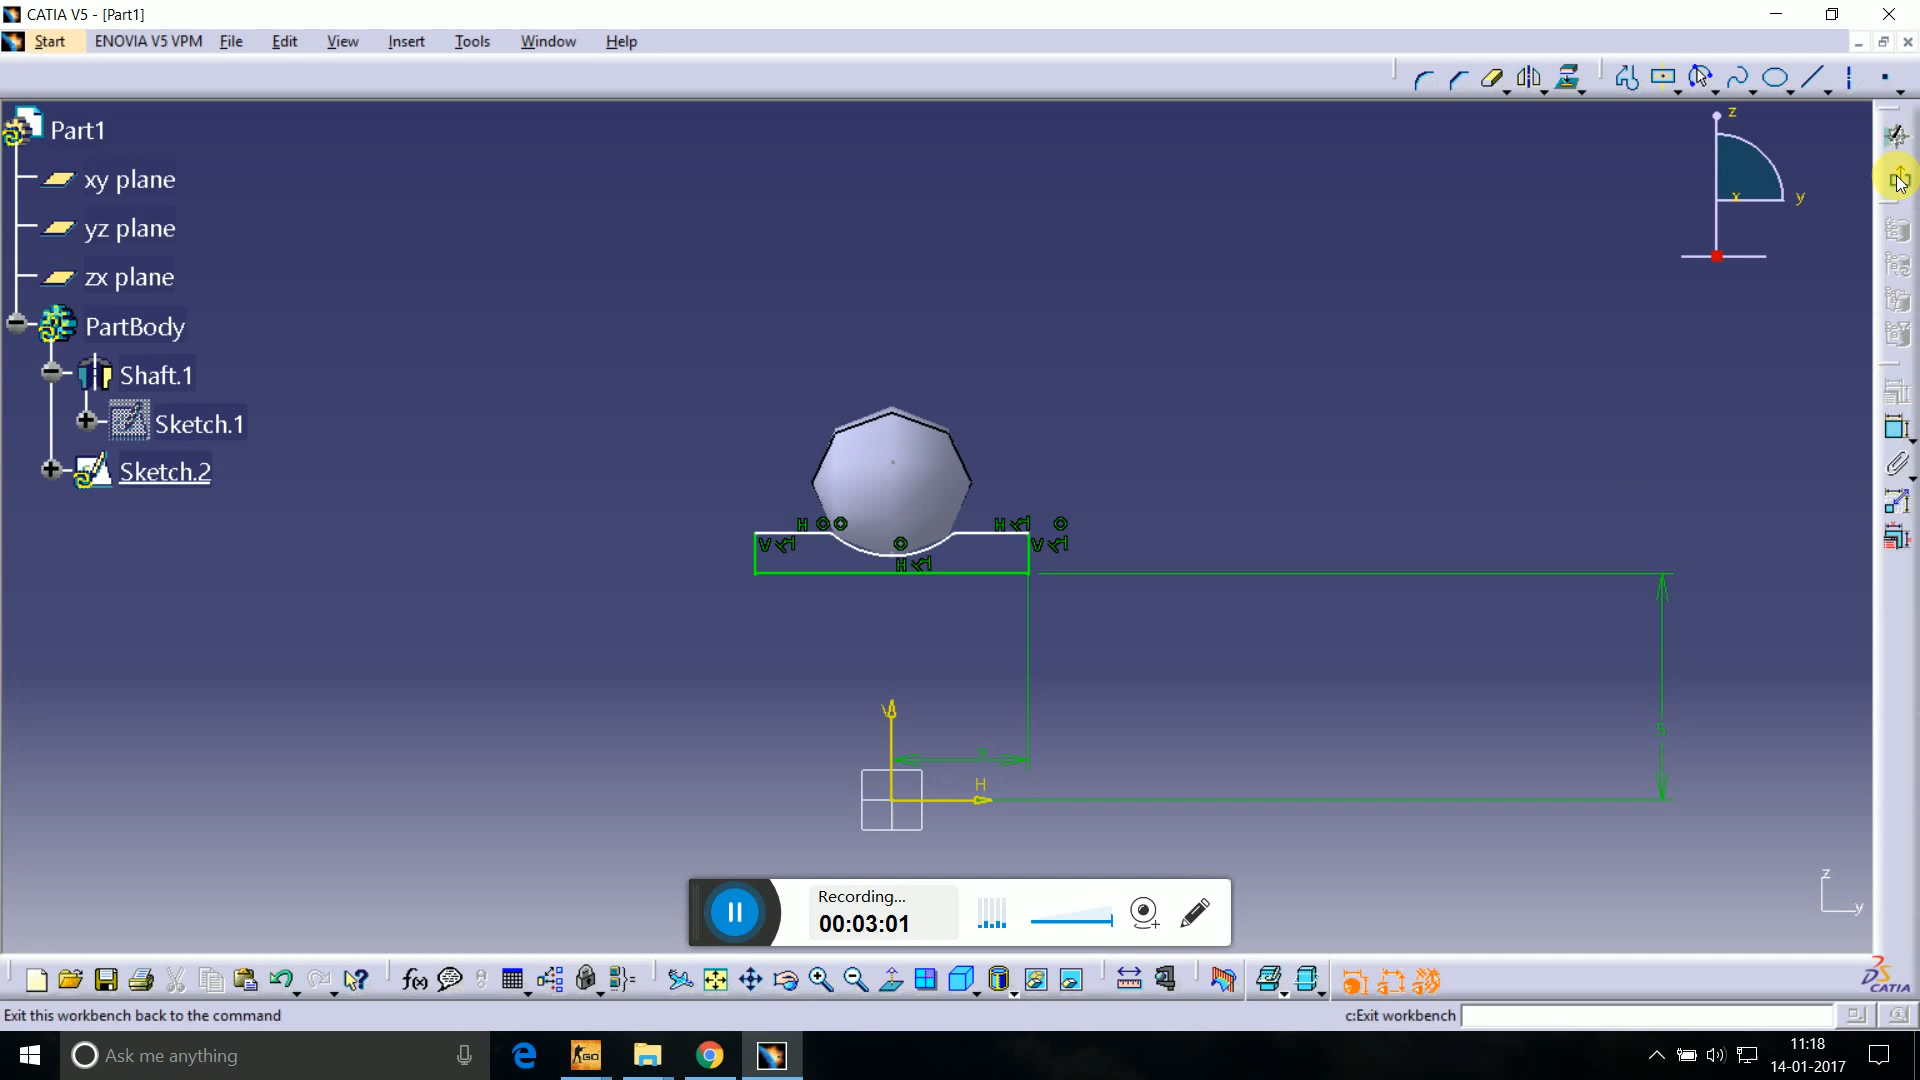 CATIA V5 - [Part1]
Start ENOVIA V5 VPM File Edit View Insert Tools Window Help
Part1
xy plane
yz plane
zx plane
PartBody
Shaft.1
Sketch.1
Sketch.2
z
x
y
H
H
V
V
H
5
V
H
z
y
Recording...
00:03:01
f(x)
CATIA
Exit this workbench back to the command
c:Exit workbench
Ask me anything
GO
11:18
14-01-2017